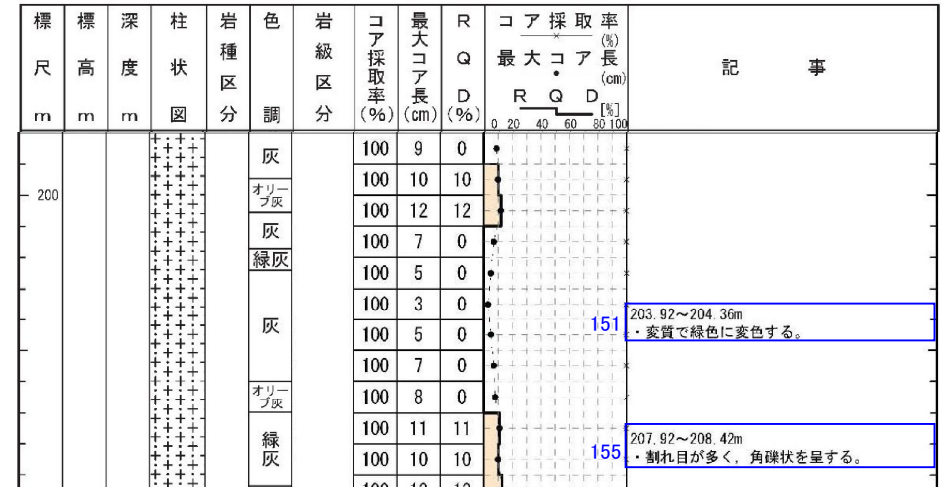 標尺m 標高m 深度m 柱状図 岩種区分 色調 岩級区分 コア採取率(%) 最大コア長(cm) RQD(%) コア採取率(%) 最大コア長(cm) RQD[%] 記事
0 20 40 60 80 100
灰 100 9 0
100 10 10
200 オリーブ灰
100 12 12
灰 100 7 0
緑灰 100 5 0
100 3 0
灰 151 203.92～204.36m
・変質で緑色に変色する。
100 5 0
100 7 0
オリーブ灰 100 8 0
緑灰 100 11 11
155 207.92～208.42m
・割れ目が多く，角礫状を呈する。
100 10 10